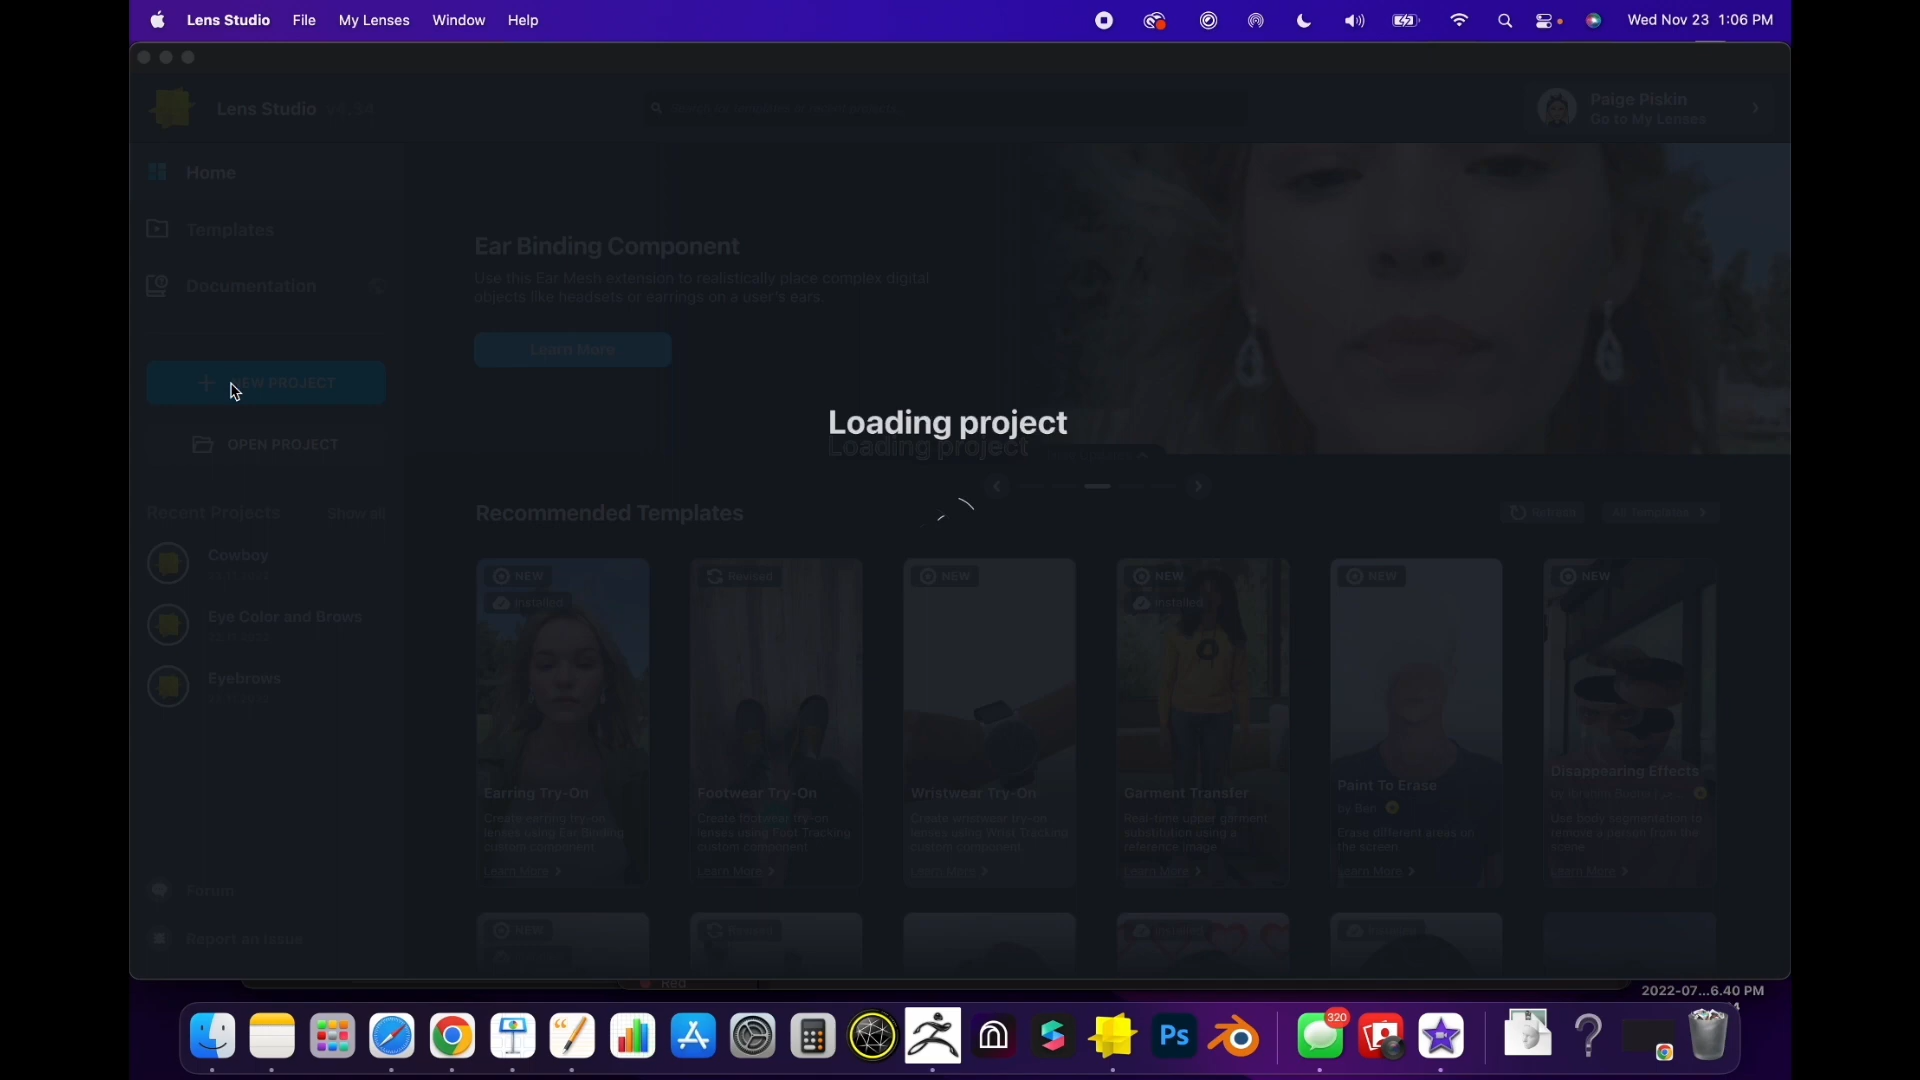 Lens Studio File My Lenses Window Help Wed Nov 23 1:06 PM
Lens Studio v4.34
Search for templates or recent projects...
Paige Piskin
Go to My Lenses
Home
Templates
Documentation
NEW PROJECT
OPEN PROJECT
Recent Projects Show all
Cowboy
Eye Color and Brows
Eyebrows
Forum
Report an Issue
Ear Binding Component
Use this Ear Mesh extension to realistically place complex digital
objects like headsets or earrings on a user's ears
Learn More
Loading project
Loading project
Recommended Templates
Refresh
All Templates
NEW
Installed
Earring Try-On
Create earring try-on
lenses using Ear Binding
custom component
Learn More
Revised
Footwear Try-On
Create footwear try-on
lenses using Foot Tracking
custom component
Learn More
NEW
Wristwear Try-On
Create wristwear try-on
lenses using Wrist Tracking
custom component
Learn More
NEW
Installed
Garment Transfer
Real-time upper garment
substitution using a
reference image
Learn More
NEW
Paint To Erase
by Ben
Erase different areas on
the screen
Learn More
NEW
Disappearing Effects
Use body segmentation to
remove a person from the
scene
Learn More
NEW
Revised
Installed
Installed
Red
2022-07...6.40 PM
320
Ps